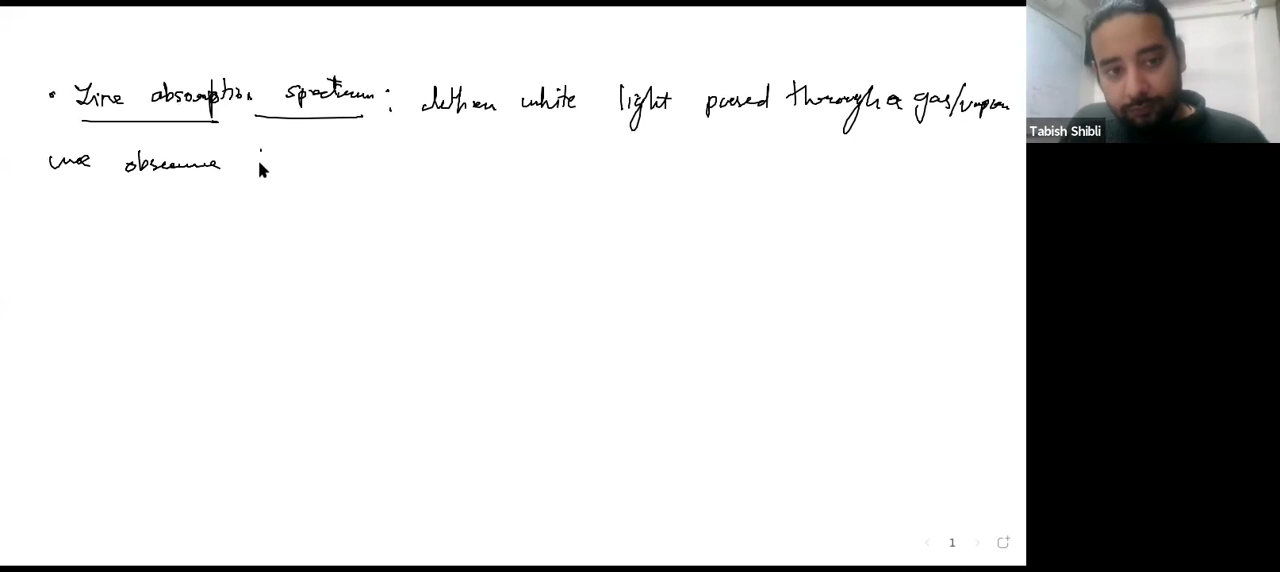 • Line absorption spectrum: When white light passed through a gas/vapour
we observe i
Tabish Shibli
1